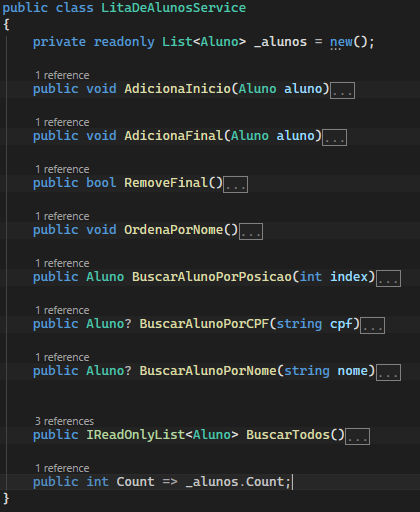 public class LitaDeAlunosService
{
private readonly List<Aluno> _alunos = new();
1 reference
public void AdicionaInicio(Aluno aluno)...
1 reference
public void AdicionaFinal(Aluno aluno)...
1 reference
public bool RemoveFinal()...
1 reference
public void OrdenaPorNome()...
1 reference
public Aluno BuscarAlunoPorPosicao(int index)...
1 reference
public Aluno? BuscarAlunoPorCPF(string cpf)...
1 reference
public Aluno? BuscarAlunoPorNome(string nome)...
3 references
public IReadOnlyList<Aluno> BuscarTodos()...
1 reference
public int Count => _alunos.Count;
}